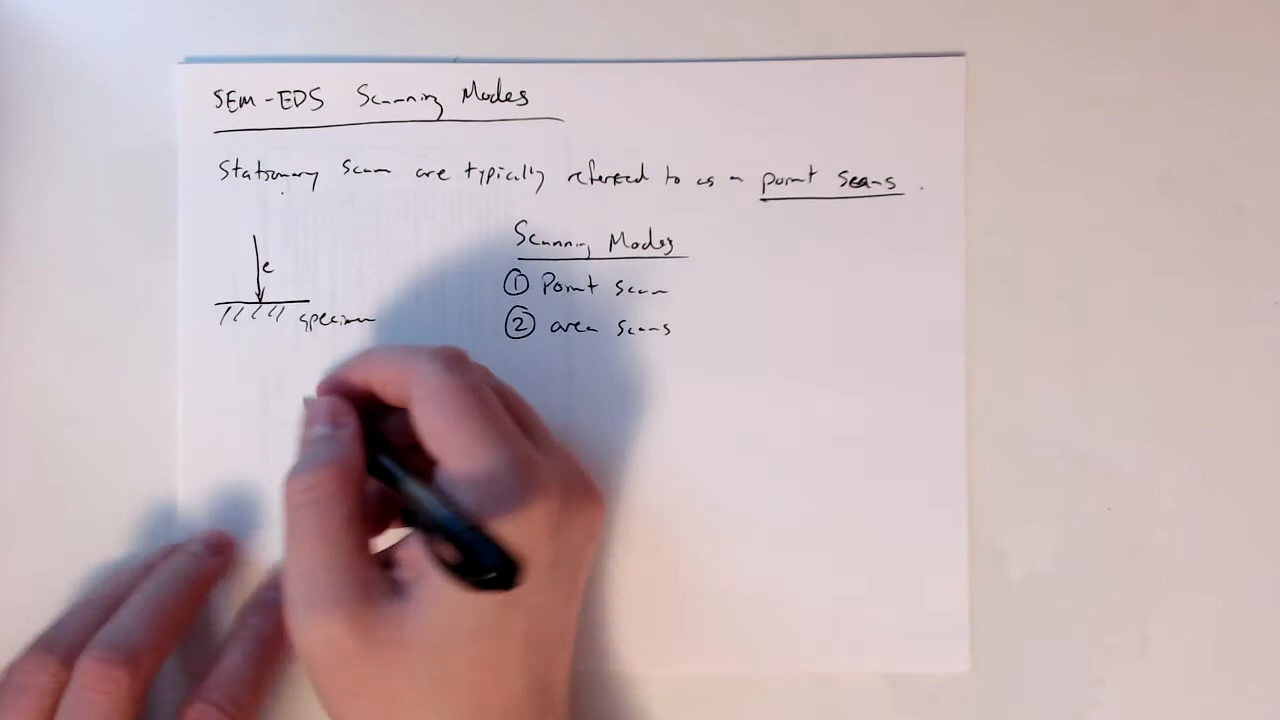 SEM-EDS Scanning Modes
Stationary scan are typically referred to as a point scans.
e
specimen
Scanning Modes
① Point scan
② area scans